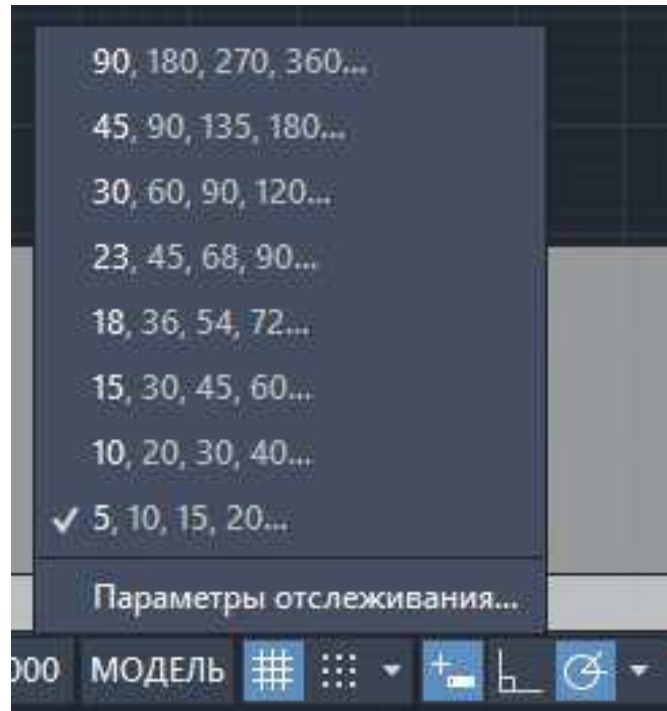 90, 180, 270, 360...
45, 90, 135, 180...
30, 60, 90, 120...
23, 45, 68, 90...
18, 36, 54, 72...
15, 30, 45, 60...
10, 20, 30, 40...
5, 10, 15, 20...
Параметры отслеживания...
000 МОДЕЛЬ